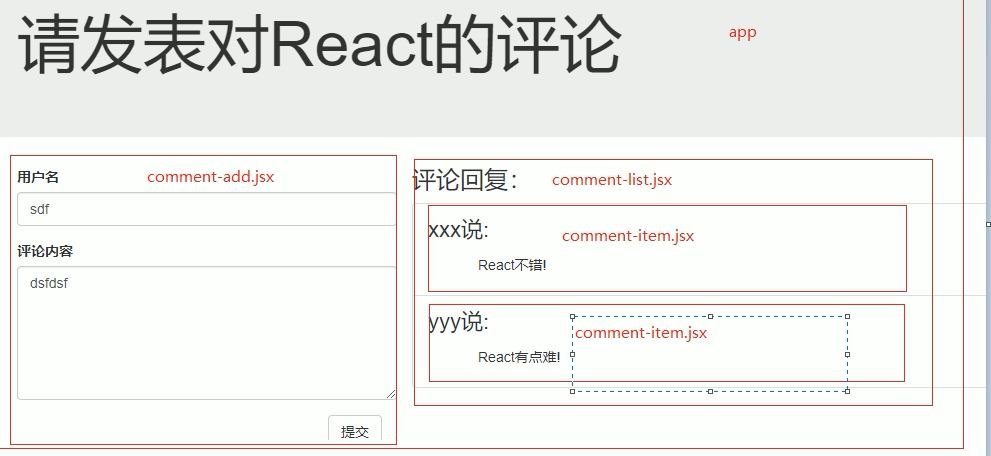 请发表对React的评论
app
用户名
comment-add.jsx
sdf
评论内容
dsfdsf
提交
评论回复：
comment-list.jsx
xxx说:
comment-item.jsx
React不错!
yyy说:
comment-item.jsx
React有点难!